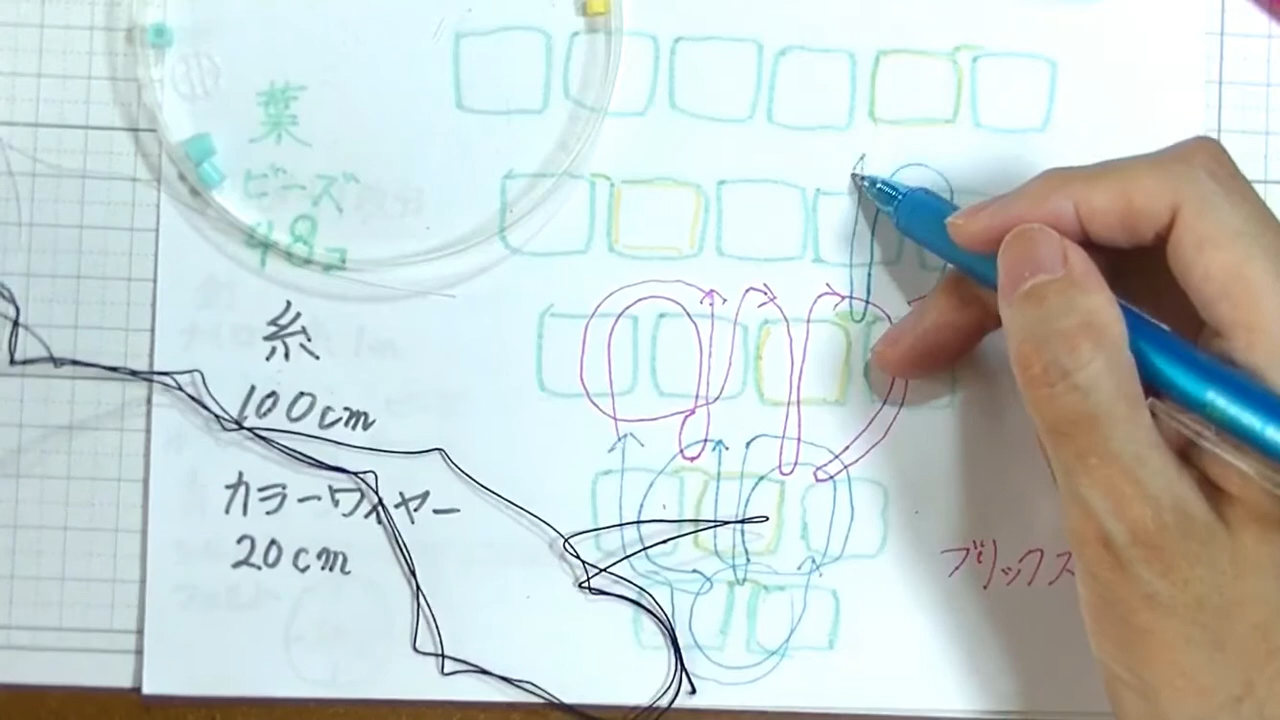 葉
ビーズ
48コ
糸
100cm
カラーワイヤー
20cm
ブリックス